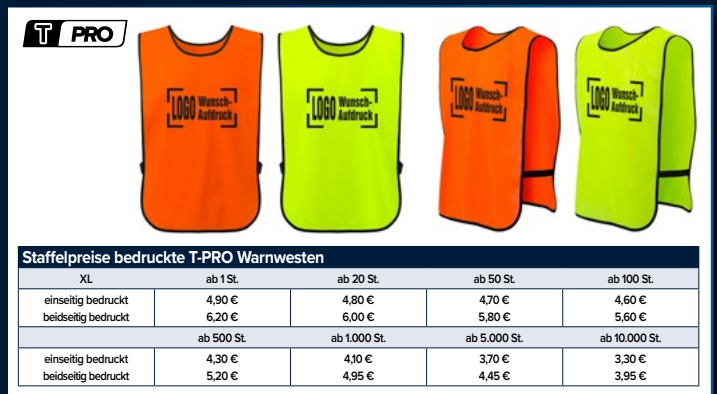 T PRO
LOGO Wunsch-Aufdruck
LOGO Wunsch-Aufdruck
LOGO Wunsch-Aufdruck
LOGO Wunsch-Aufdruck
Staffelpreise bedruckte T-PRO Warnwesten
XL ab 1 St. ab 20 St. ab 50 St. ab 100 St.
einseitig bedruckt 4,90 € 4,80 € 4,70 € 4,60 €
beidseitig bedruckt 6,20 € 6,00 € 5,80 € 5,60 €
ab 500 St. ab 1.000 St. ab 5.000 St. ab 10.000 St.
einseitig bedruckt 4,30 € 4,10 € 3,70 € 3,30 €
beidseitig bedruckt 5,20 € 4,95 € 4,45 € 3,95 €